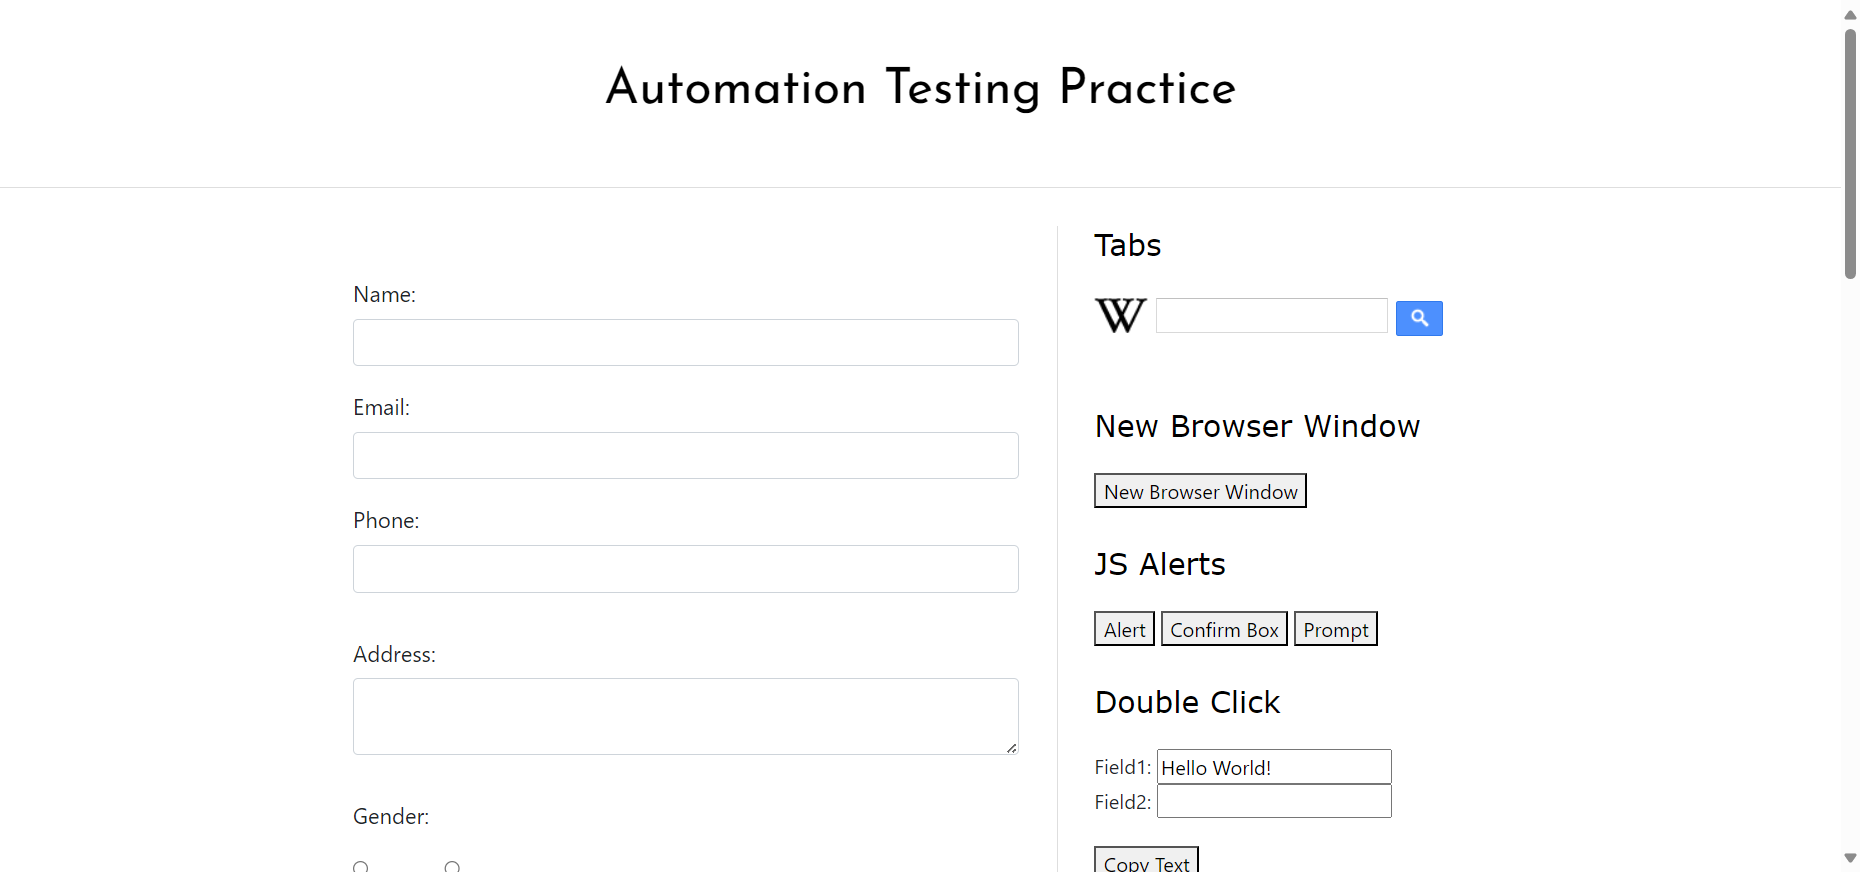 Automation Testing Practice
Name:
Email:
Phone:
Address:
Gender:
Tabs
W
New Browser Window
New Browser Window
JS Alerts
Alert Confirm Box Prompt
Double Click
Field1: Hello World!
Field2:
Copy Text